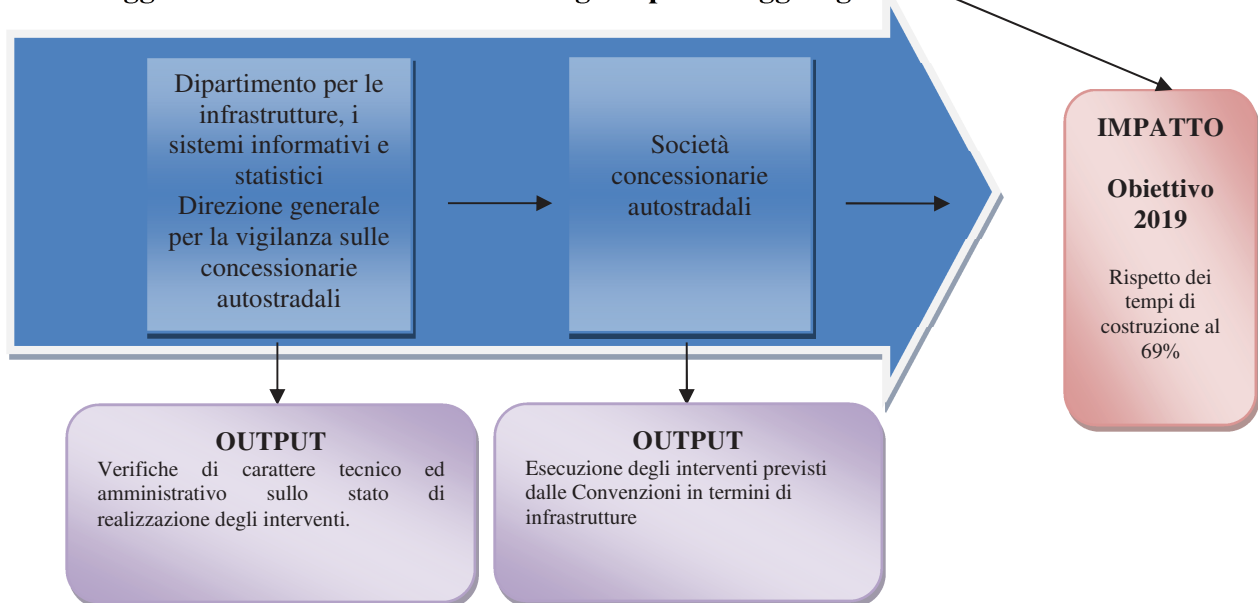 Dipartimento per le
infrastrutture, i
sistemi informativi e
statistici
Direzione generale
per la vigilanza sulle
concessionarie
autostradali
Società
concessionarie
autostradali
IMPATTO
Obiettivo
2019
Rispetto dei
tempi di
costruzione al
69%
OUTPUT
Verifiche di carattere tecnico ed
amministrativo sullo stato di
realizzazione degli interventi.
OUTPUT
Esecuzione degli interventi previsti
dalle Convenzioni in termini di
infrastrutture